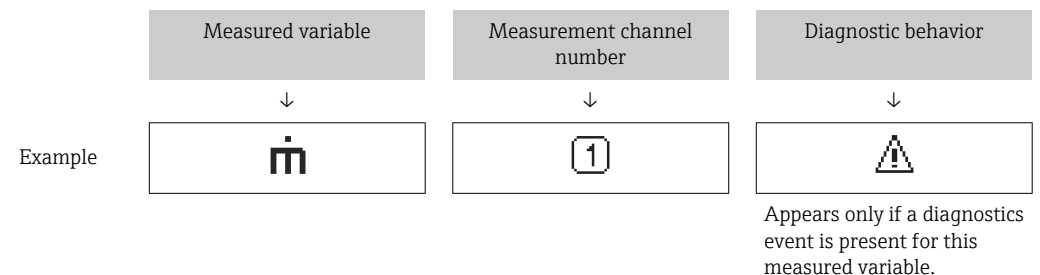 Measured variable
Measurement channel
number
Diagnostic behavior
↓ ↓ ↓
Example
ṁ
1
⚠
Appears only if a diagnostics
event is present for this
measured variable.